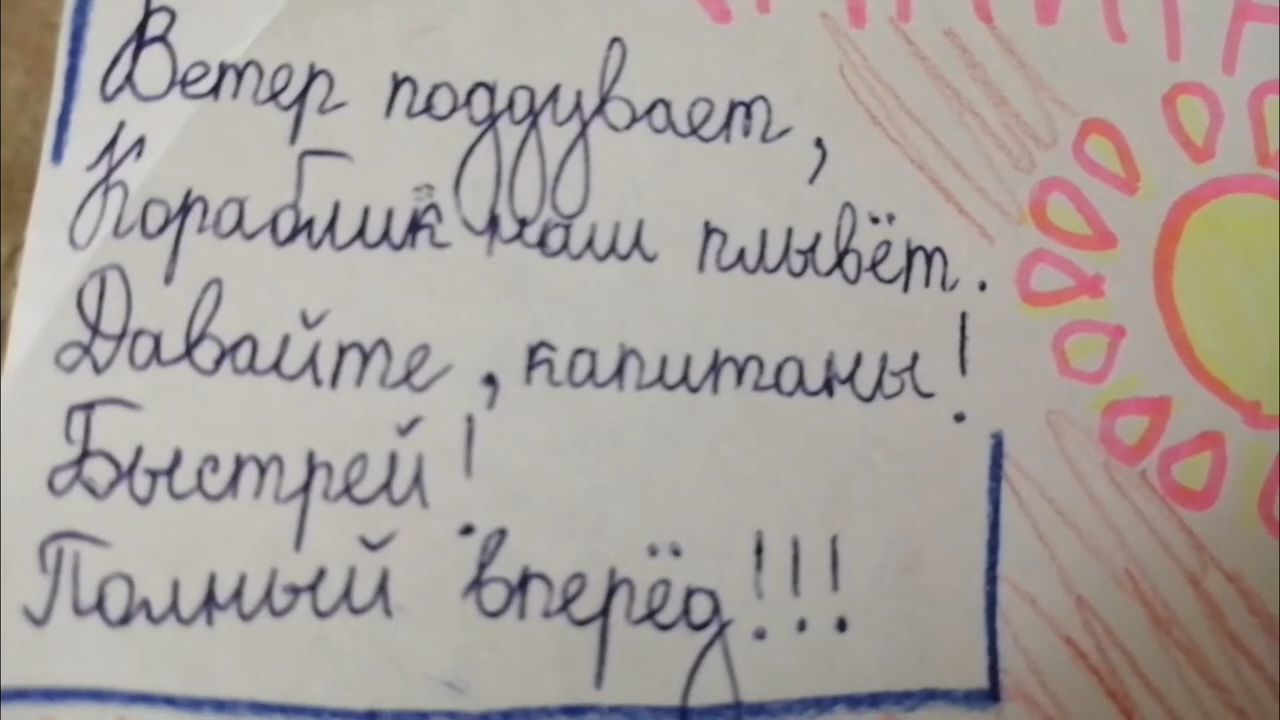 Ветер поддувает,
Кораблик наш плывёт.
Давайте, капитаны!
Быстрей!
Полный вперёд!!!